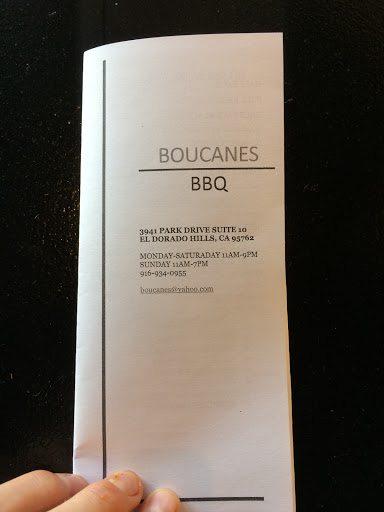 BOUCANES
BBQ
3941 PARK DRIVE SUITE 10
EL DORADO HILLS, CA 95762
MONDAY-SATURADAY 11AM-9PM
SUNDAY 11AM-7PM
916-934-0955
boucanes@yahoo.com